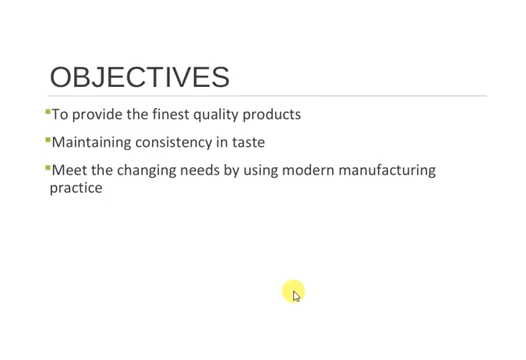 OBJECTIVES
▪To provide the finest quality products
▪Maintaining consistency in taste
▪Meet the changing needs by using modern manufacturing
practice